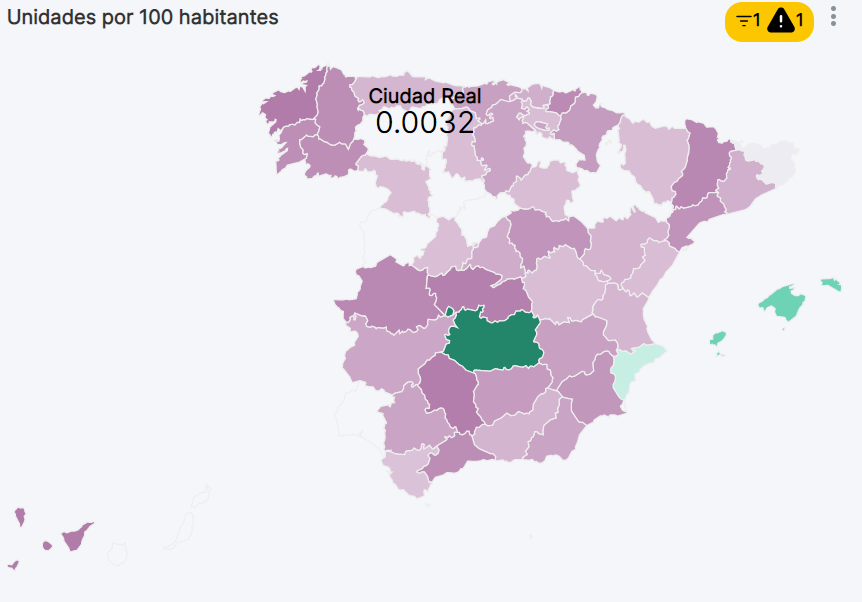 Unidades por 100 habitantes
1 1
Ciudad Real
0.0032